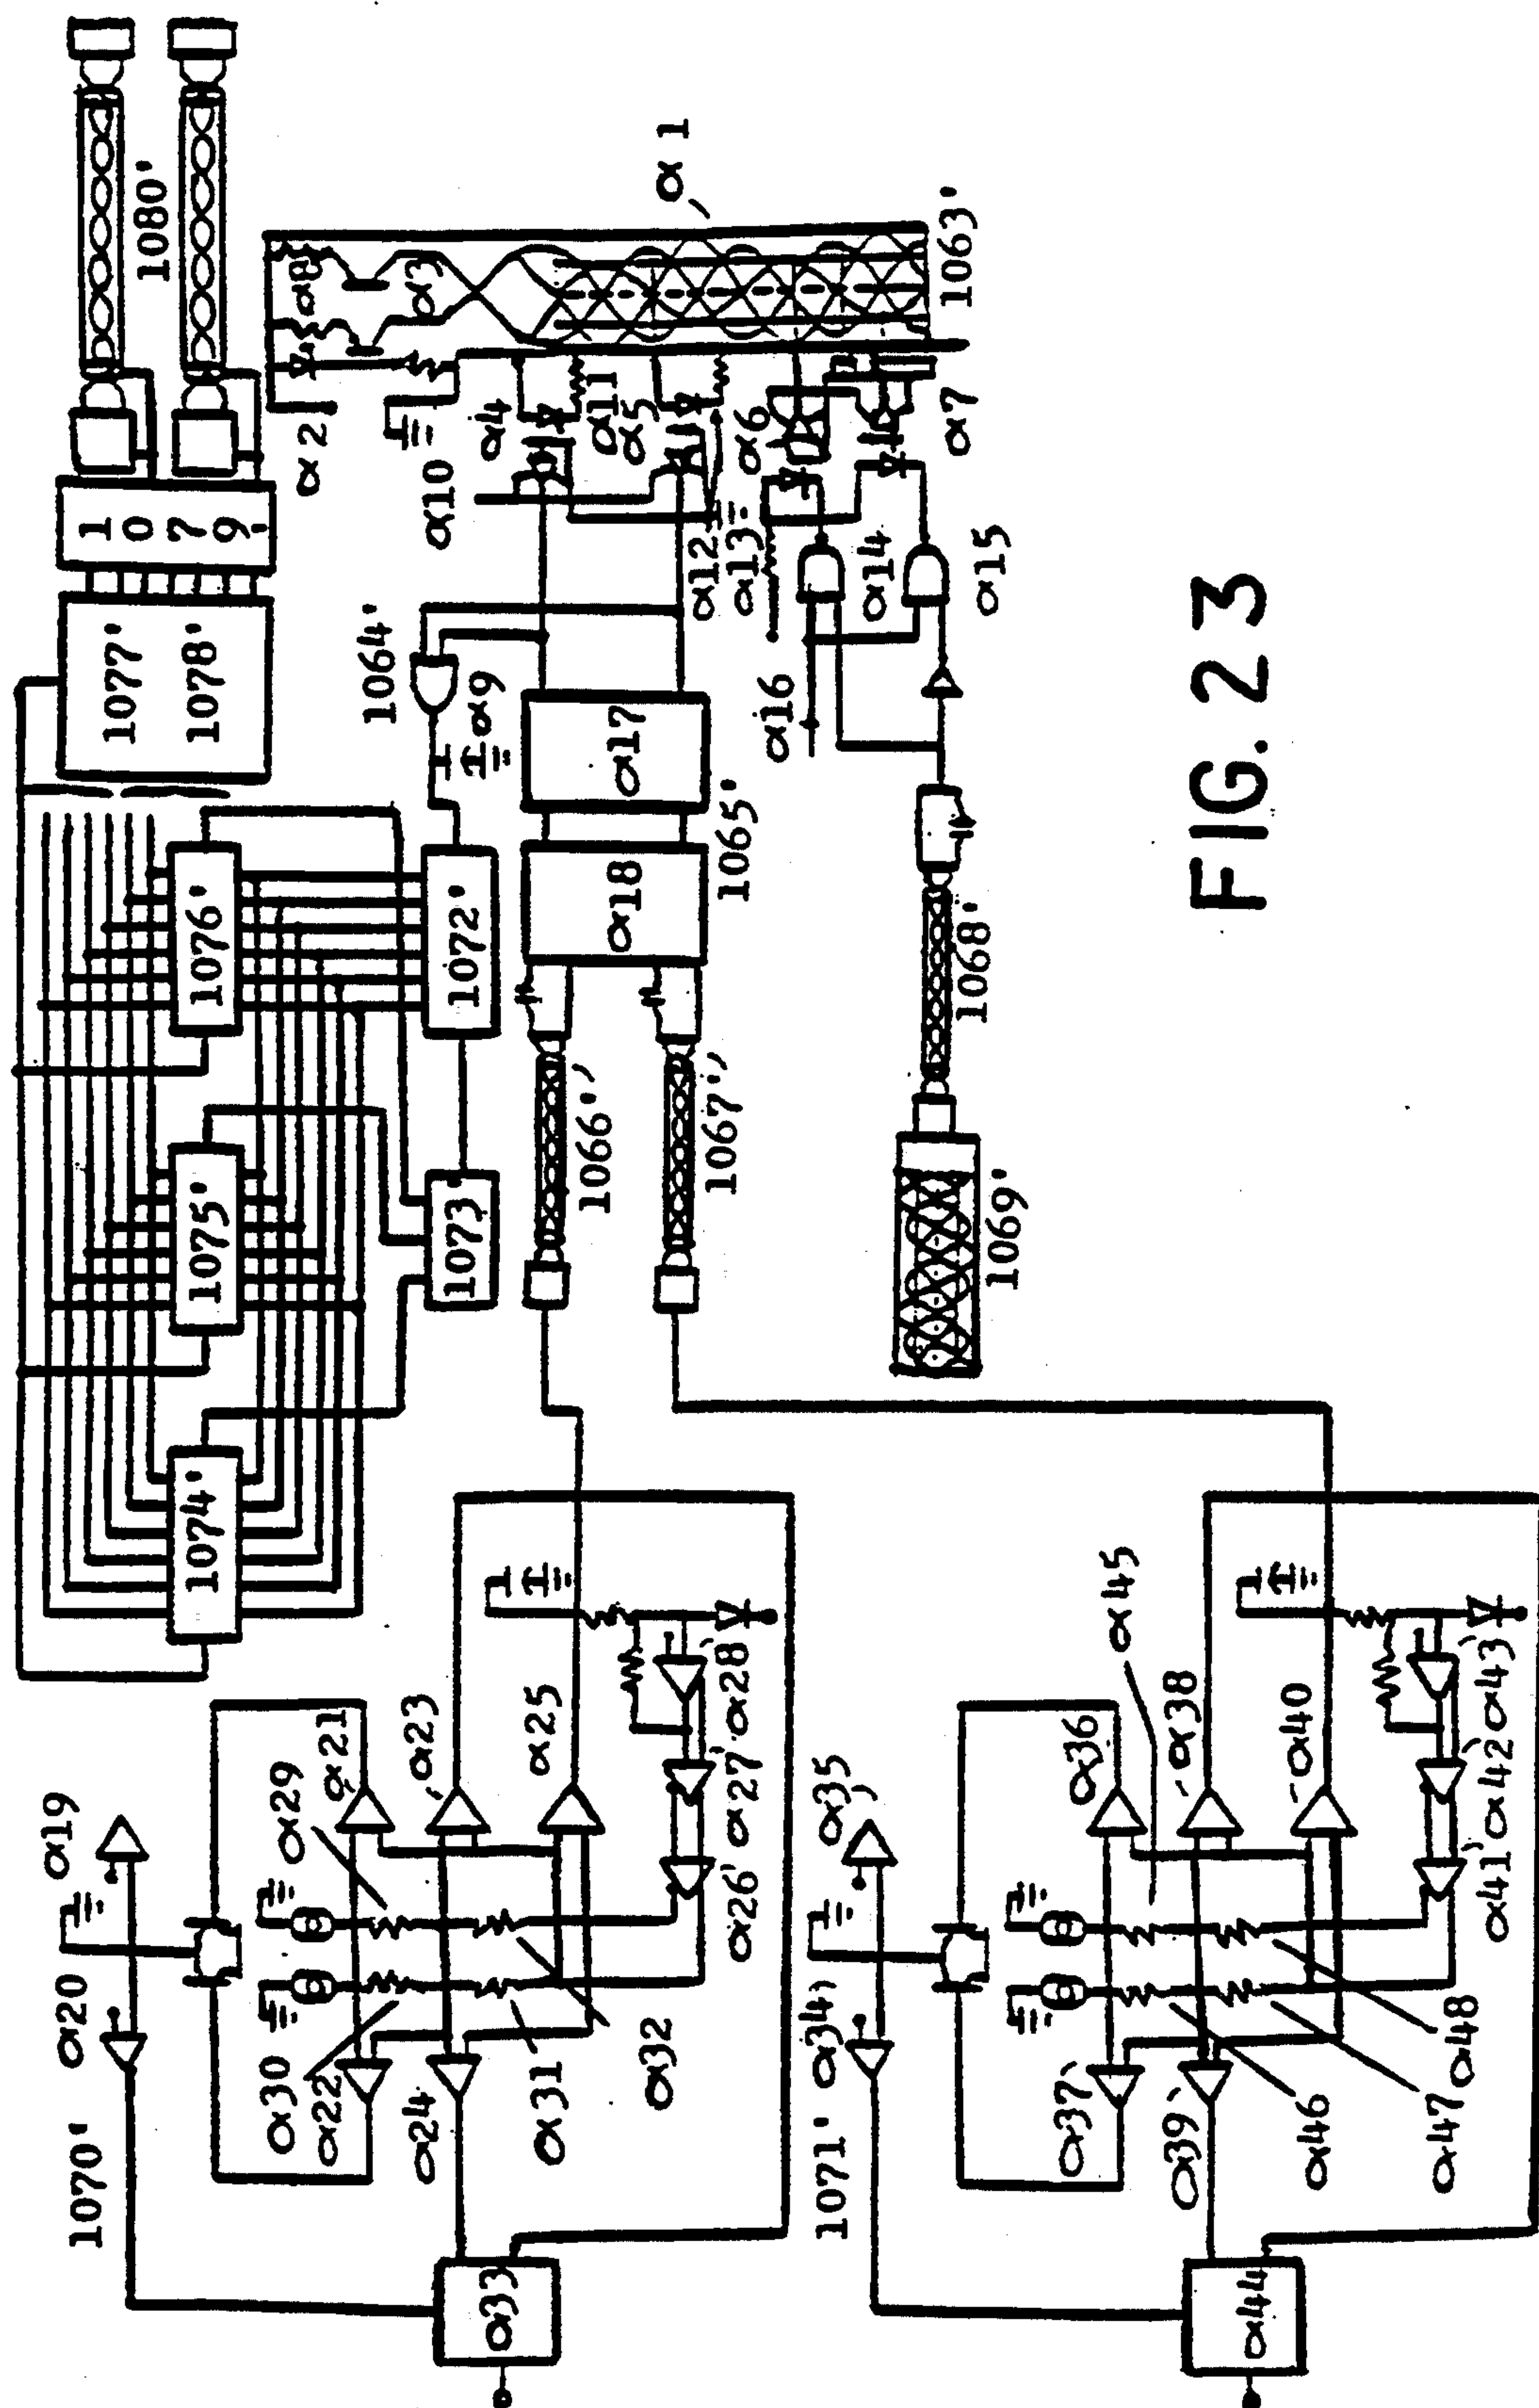 1070'
α20
α19
1074'
1075'
1076'
1077'
1078'
1079'
1080'
α30
α22
α29
α21
1073'
1072'
1064'
α9
α10
α2
α4
α8
α3
α33
α24
α23
α31
α25
α32
1066'
α18
α17
1065'
α11
α5
α1
α26'
α27'
α28'
1067'
α12
α13
α6
1071'
α34
α35
α16
α14
α7
1063'
α37
α36
α45
1069'
1068'
α15
α39
α38
α44
α46
α40
α47
α48
α41'
α42'
α43'
FIG. 23